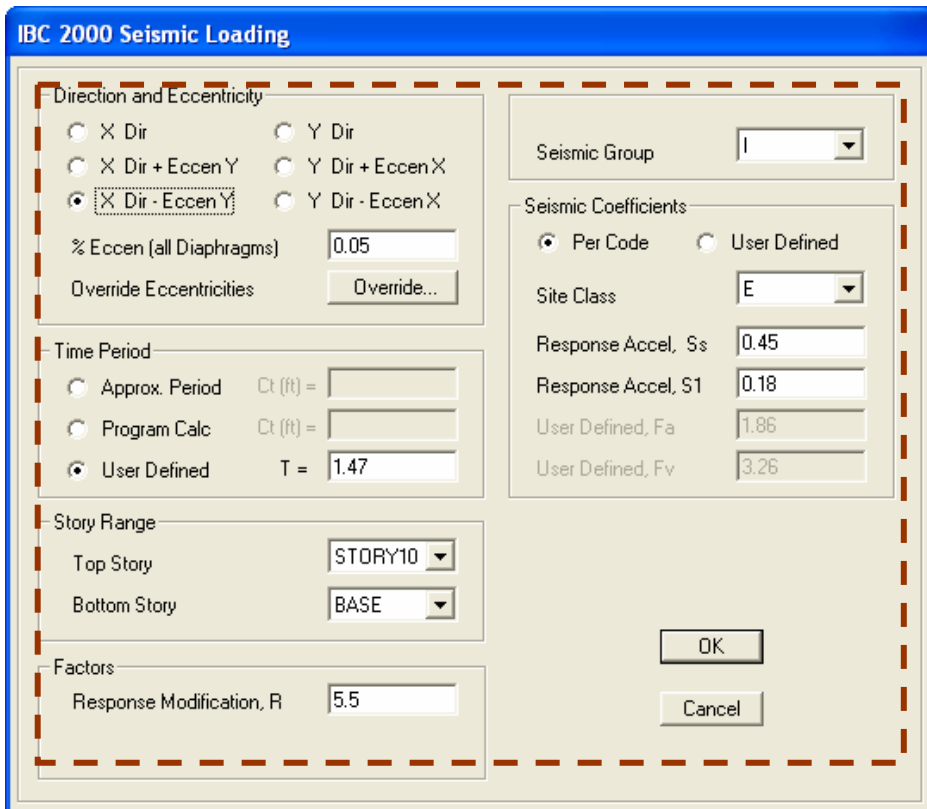 IBC 2000 Seismic Loading
Direction and Eccentricity
X Dir
Y Dir
X Dir + Eccen Y
Y Dir + Eccen X
X Dir - Eccen Y
Y Dir - Eccen X
% Eccen (all Diaphragms)
0.05
Override Eccentricities
Override...
Time Period
Approx. Period
Ct (ft) =
Program Calc
Ct (ft) =
User Defined
T =
1.47
Story Range
Top Story
STORY10
Bottom Story
BASE
Factors
Response Modification, R
5.5
Seismic Group
I
Seismic Coefficients
Per Code
User Defined
Site Class
E
Response Accel, Ss
0.45
Response Accel, S1
0.18
User Defined, Fa
1.86
User Defined, Fv
3.26
OK
Cancel